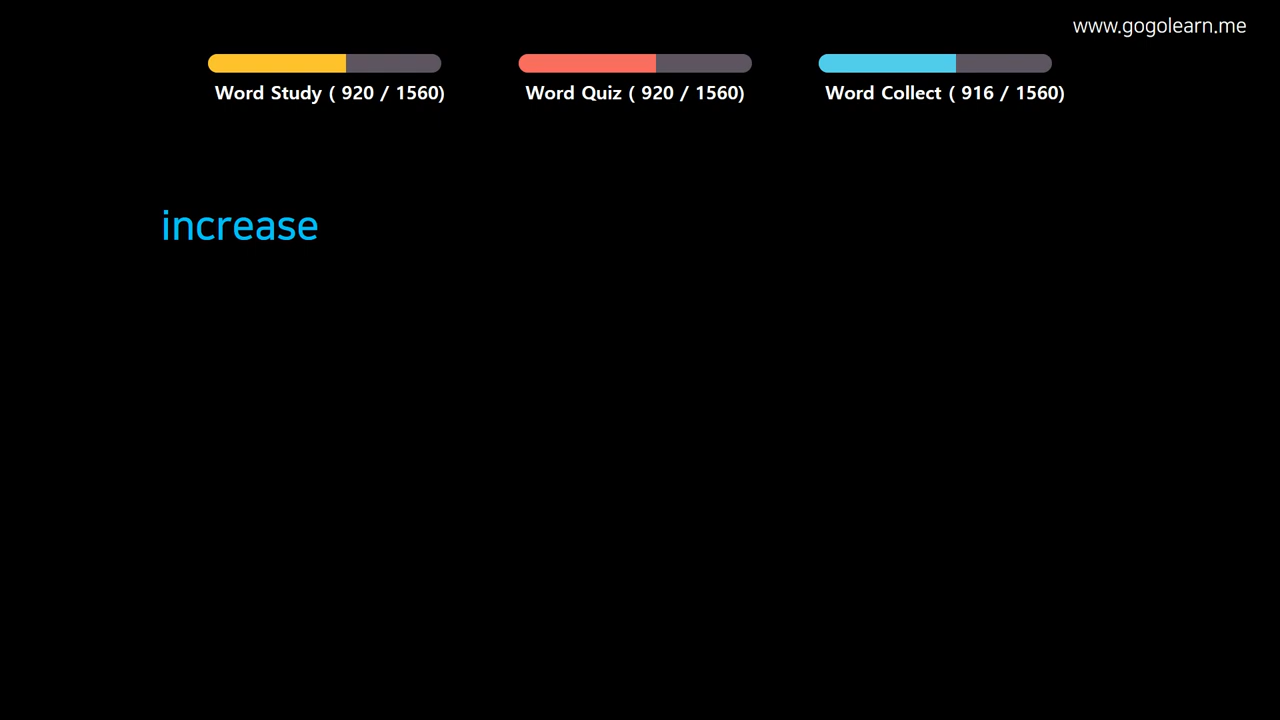 www.gogolearn.me
Word Study ( 920 / 1560)
Word Quiz ( 920 / 1560)
Word Collect ( 916 / 1560)
increase